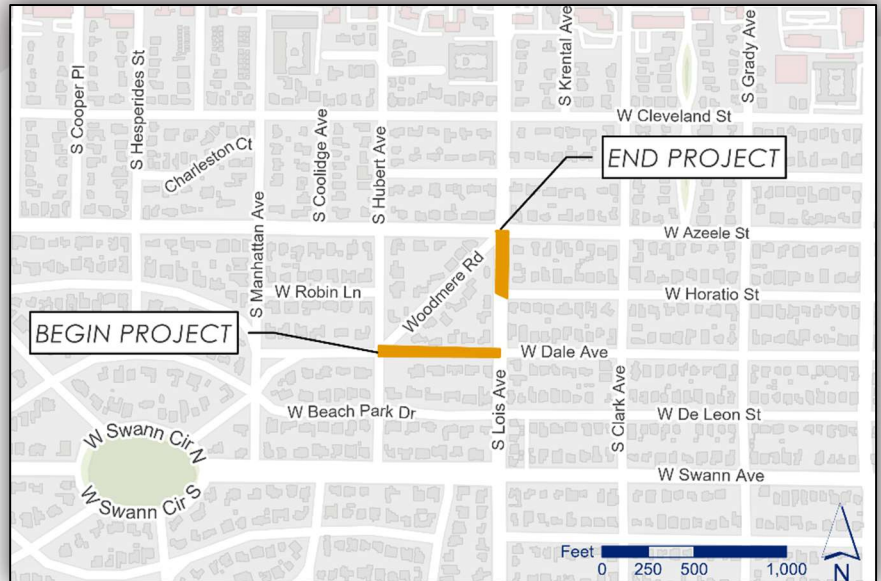 S Cooper Pl
S Hesperides St
Charleston Ct
S Manhattan Ave
S Coolidge Ave
S Hubert Ave
S Krental Ave
S Grady Ave
W Cleveland St
END PROJECT
W Azeele St
Woodmere Rd
W Robin Ln
W Horatio St
BEGIN PROJECT
W Dale Ave
W Beach Park Dr
S Lois Ave
S Clark Ave
W De Leon St
W Swann Cir N
W Swann Cir S
W Swann Ave
Feet
0 250 500 1,000
N